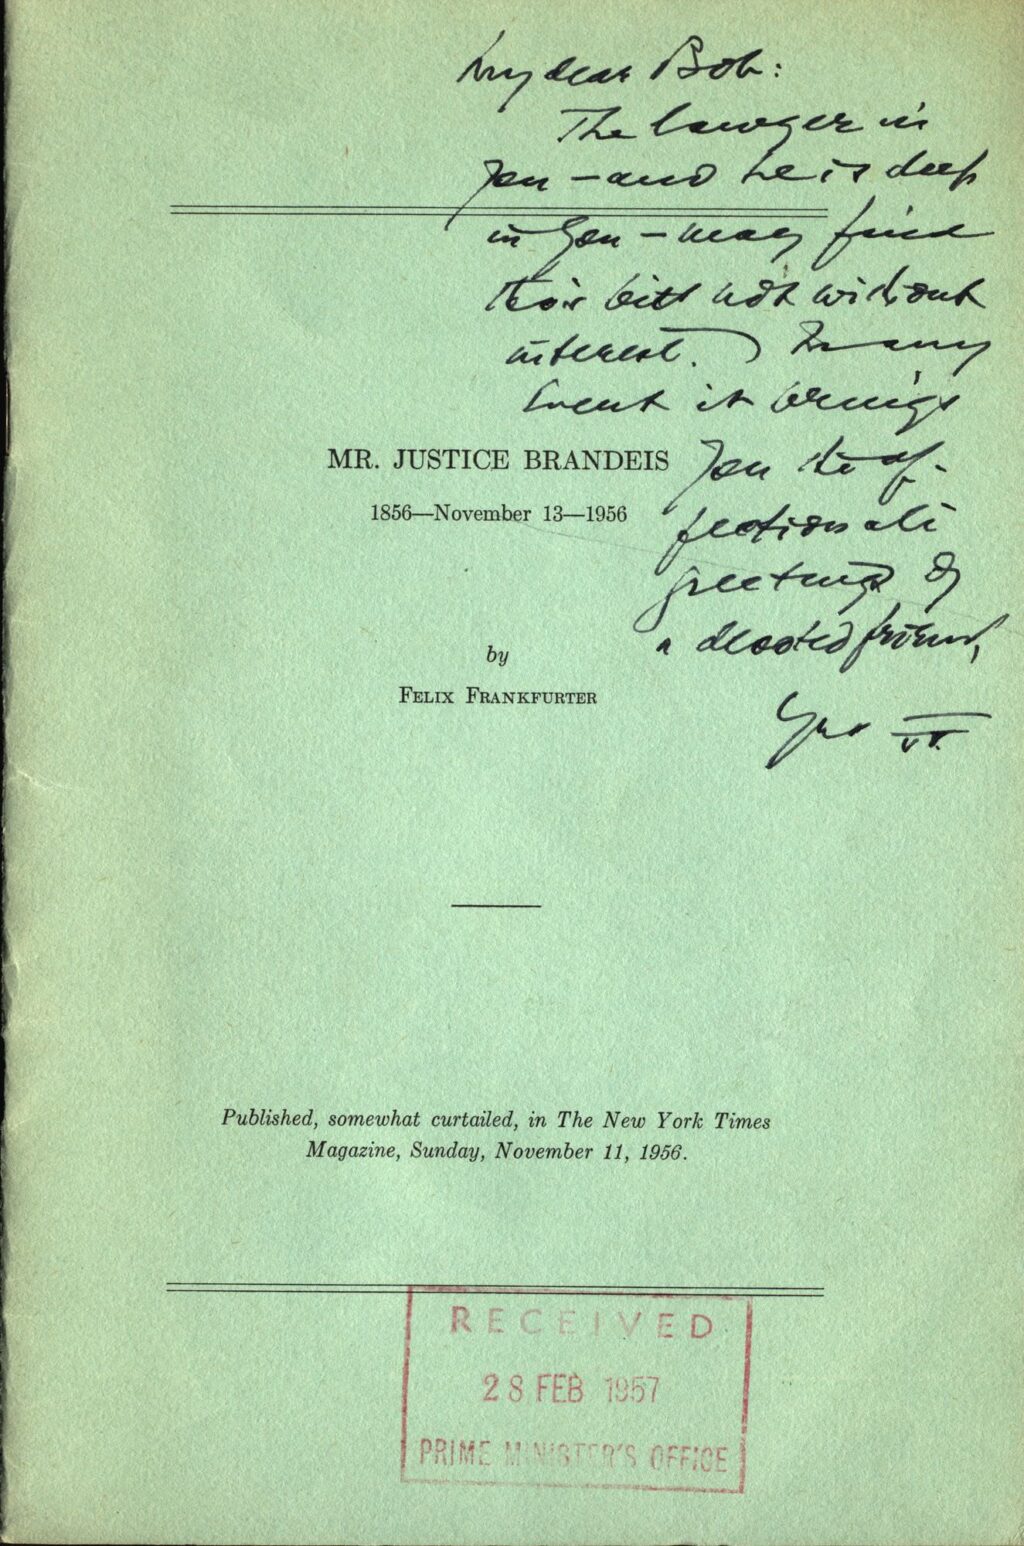 My dear Bob:
The lawyer in
you – and he is deep
in you – may find
this bit not without
interest. In any
event it brings
you the af-
fectionate
greetings of
a devoted friend,
MR. JUSTICE BRANDEIS
1856—November 13—1956
by
FELIX FRANKFURTER
FF
Published, somewhat curtailed, in The New York Times
Magazine, Sunday, November 11, 1956.
RECEIVED
28 FEB 1957
PRIME MINISTER'S OFFICE